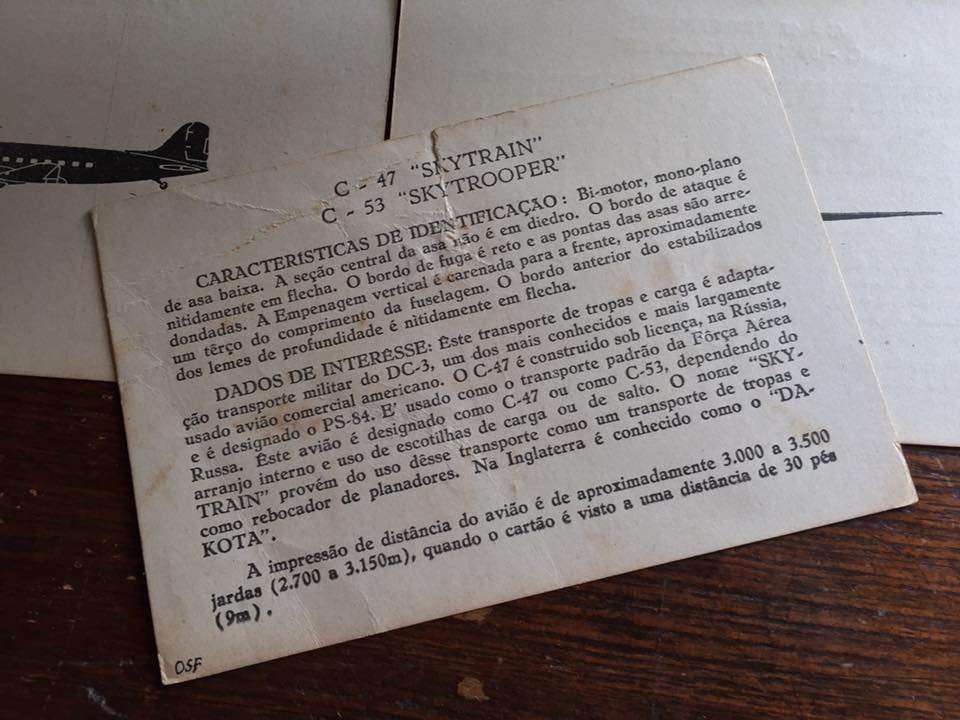 C - 47 "SKYTRAIN"
C - 53 "SKYTROOPER"
CARACTERISTICAS DE IDENTIFICAÇAO: Bi-motor, mono-plano
de asa baixa. A seção central da asa não é em diedro. O bordo de ataque é
nìtidamente em flecha. O bordo de fuga é reto e as pontas das asas são arre-
dondadas. A Empenagem vertical é carenada para a frente, aproximadamente
um têrço do comprimento da fuselagem. O bordo anterior do estabilizados
dos lemes de profundidade é nìtidamente em flecha.
DADOS DE INTERÊSSE: Êste transporte de tropas e carga é adapta-
ção transporte militar do DC-3, um dos mais conhecidos e mais largamente
usado avião comercial americano. O C-47 é construido sob licença, na Rússia,
e é designado o PS-84. E' usado como o transporte padrão da Fôrça Aérea
Russa. Êste avião é designado como C-47 ou como C-53, dependendo do
arranjo interno e uso de escotilhas de carga ou de salto. O nome "SKY-
TRAIN" provém do uso dêsse transporte como um transporte de tropas e
como rebocador de planadores. Na Inglaterra é conhecido como o "DA-
KOTA".
A impressão de distância do avião é de aproximadamente 3.000 a 3.500
jardas (2.700 a 3.150m), quando o cartão é visto a uma distância de 30 pés
(9m).
OSF